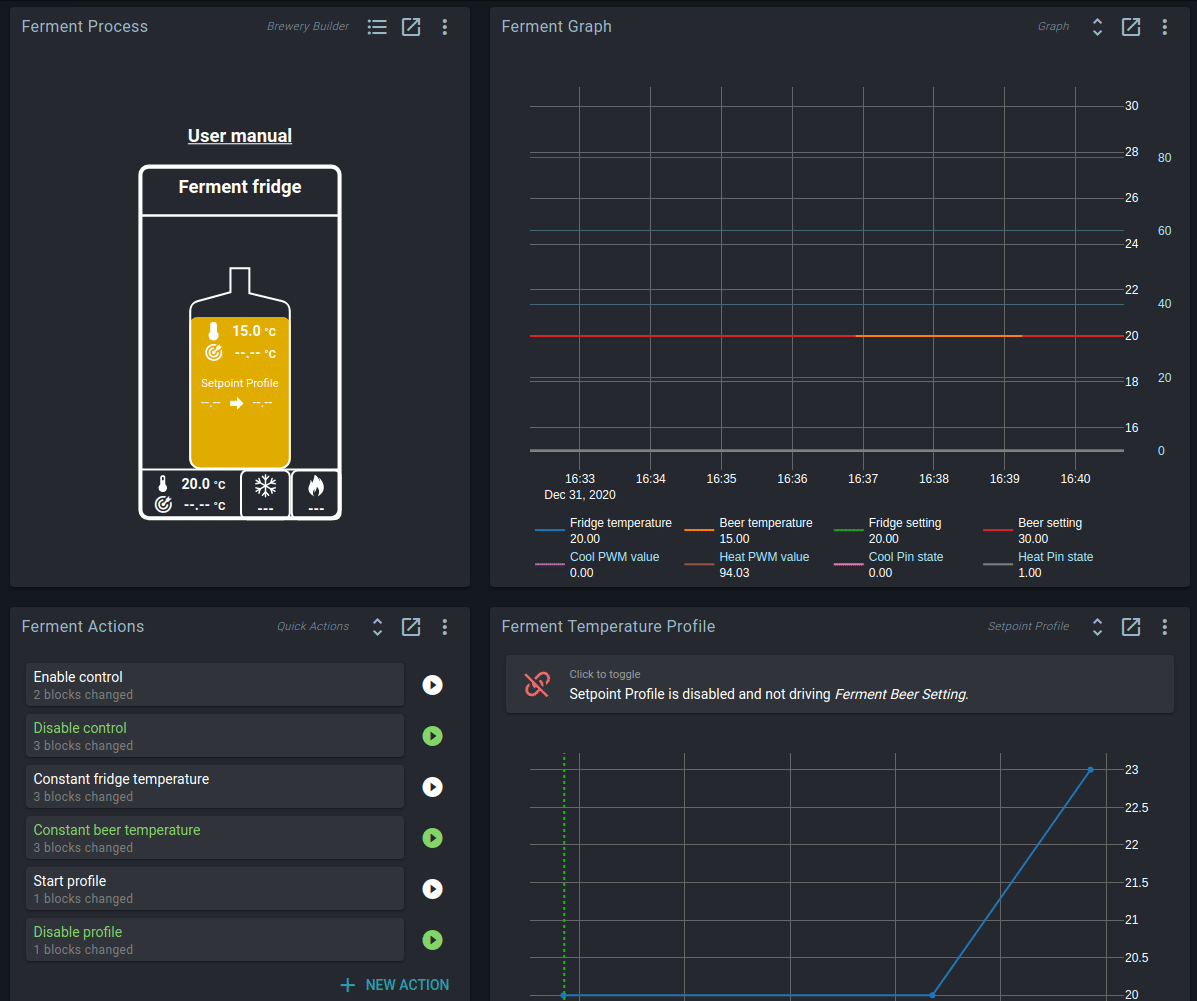 Ferment Process
Brewery Builder
User manual
Ferment fridge
15.0 °C
--.-- °C
Setpoint Profile
--.-- --.--
20.0 °C
--.-- °C
---
---
Ferment Graph
Graph
30
28
80
26
60
24
22
40
20
18
20
16
0
16:33 16:34 16:35 16:36 16:37 16:38 16:39 16:40
Dec 31, 2020
Fridge temperature Beer temperature Fridge setting Beer setting
20.00 15.00 20.00 30.00
Cool PWM value Heat PWM value Cool Pin state Heat Pin state
0.00 94.03 0.00 1.00
Ferment Actions
Quick Actions
Enable control
2 blocks changed
Disable control
3 blocks changed
Constant fridge temperature
3 blocks changed
Constant beer temperature
3 blocks changed
Start profile
1 blocks changed
Disable profile
1 blocks changed
+ NEW ACTION
Ferment Temperature Profile
Setpoint Profile
Click to toggle
Setpoint Profile is disabled and not driving Ferment Beer Setting.
23
22.5
22
21.5
21
20.5
20